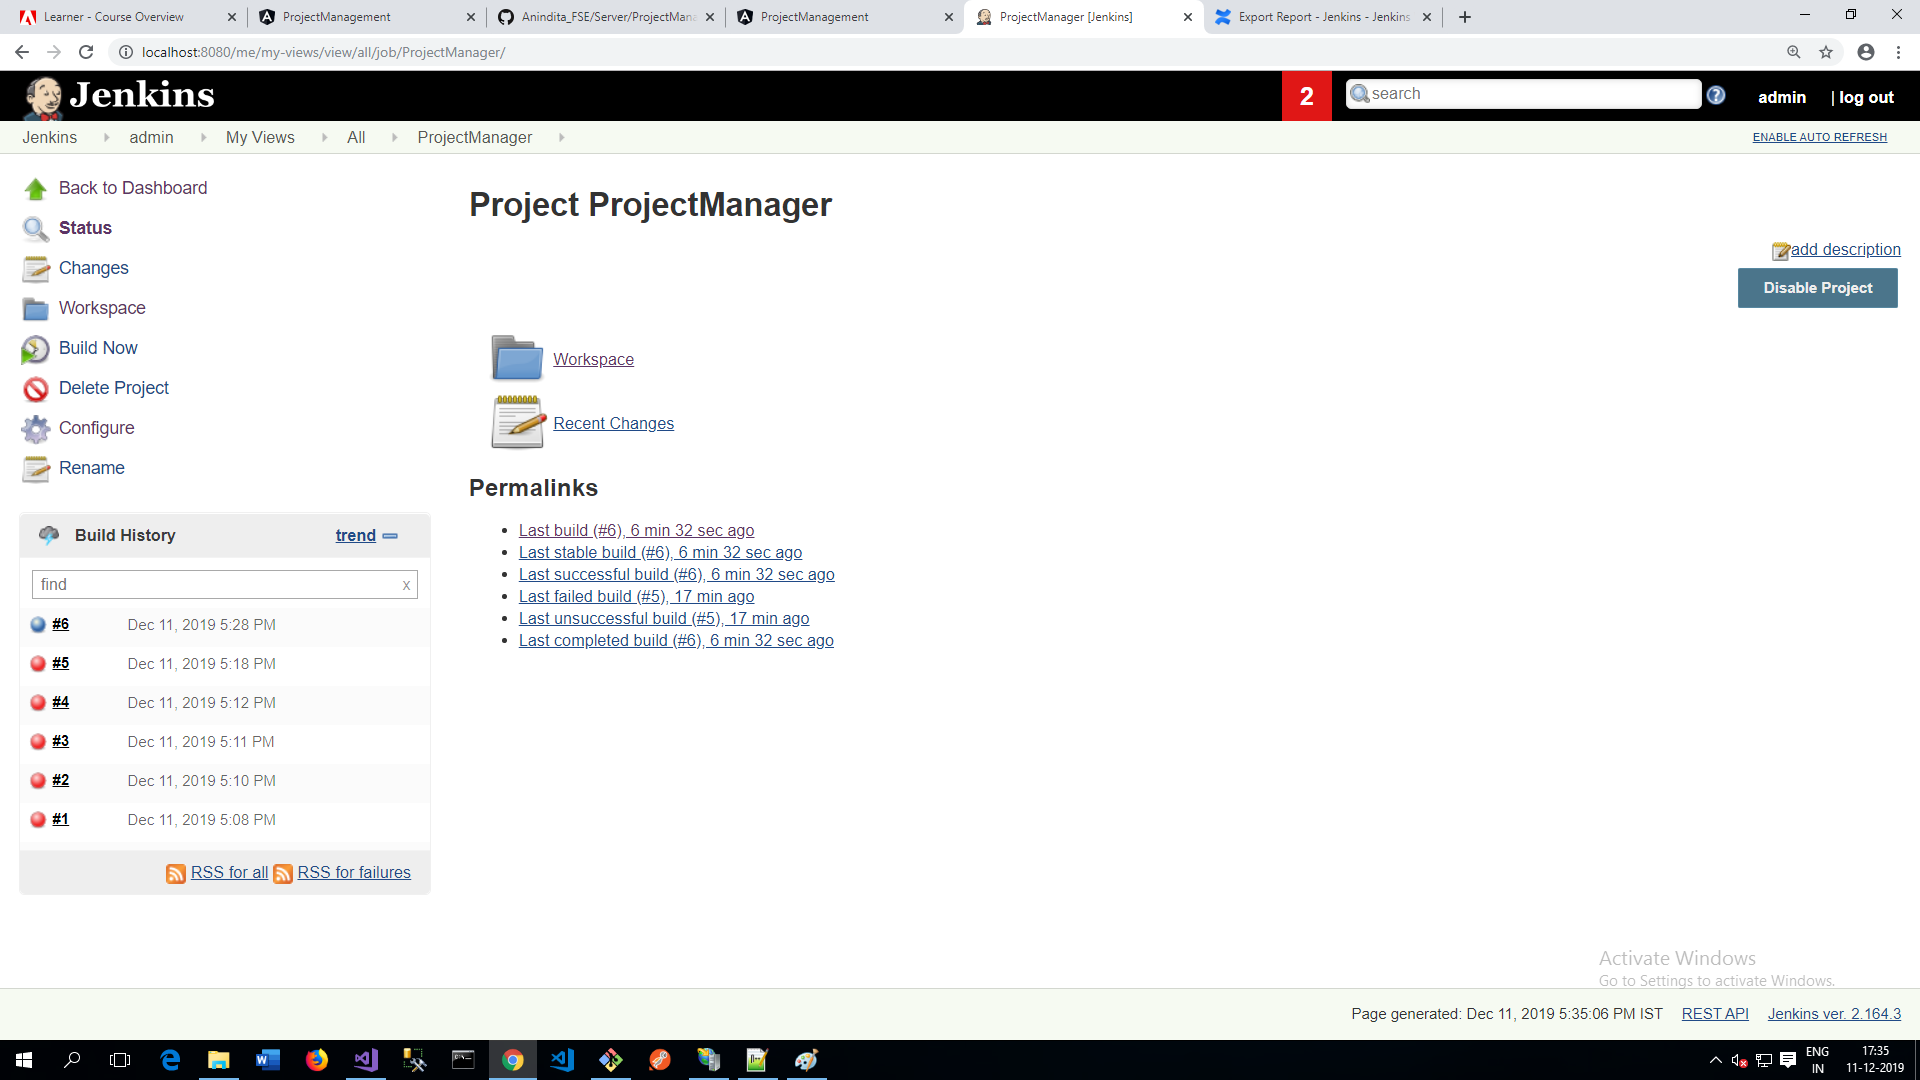 Learner - Course Overview
ProjectManagement
Anindita_FSE/Server/ProjectMana
ProjectManagement
ProjectManager [Jenkins]
Export Report - Jenkins - Jenkins
localhost:8080/me/my-views/view/all/job/ProjectManager/
Jenkins
2
search
admin
| log out
Jenkins
admin
My Views
All
ProjectManager
ENABLE AUTO REFRESH
Back to Dashboard
Status
Changes
Workspace
Build Now
Delete Project
Configure
Rename
Project ProjectManager
add description
Disable Project
Workspace
Recent Changes
Permalinks
Last build (#6), 6 min 32 sec ago
Last stable build (#6), 6 min 32 sec ago
Last successful build (#6), 6 min 32 sec ago
Last failed build (#5), 17 min ago
Last unsuccessful build (#5), 17 min ago
Last completed build (#6), 6 min 32 sec ago
Build History
trend
find
x
#6 Dec 11, 2019 5:28 PM
#5 Dec 11, 2019 5:18 PM
#4 Dec 11, 2019 5:12 PM
#3 Dec 11, 2019 5:11 PM
#2 Dec 11, 2019 5:10 PM
#1 Dec 11, 2019 5:08 PM
RSS for all RSS for failures
Activate Windows
Go to Settings to activate Windows.
Page generated: Dec 11, 2019 5:35:06 PM IST
REST API
Jenkins ver. 2.164.3
ENG
IN
17:35
11-12-2019